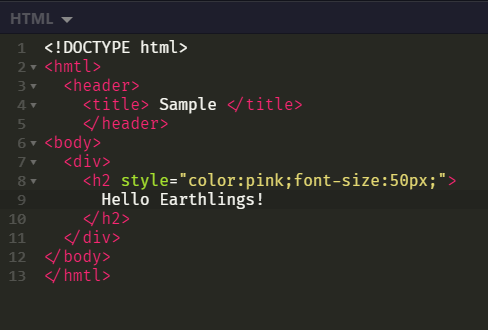 HTML
1 <!DOCTYPE html>
2 <hmtl>
3 <header>
4 <title> Sample </title>
5 </header>
6 <body>
7 <div>
8 <h2 style="color:pink;font-size:50px;">
9 Hello Earthlings!
10 </h2>
11 </div>
12 </body>
13 </hmtl>